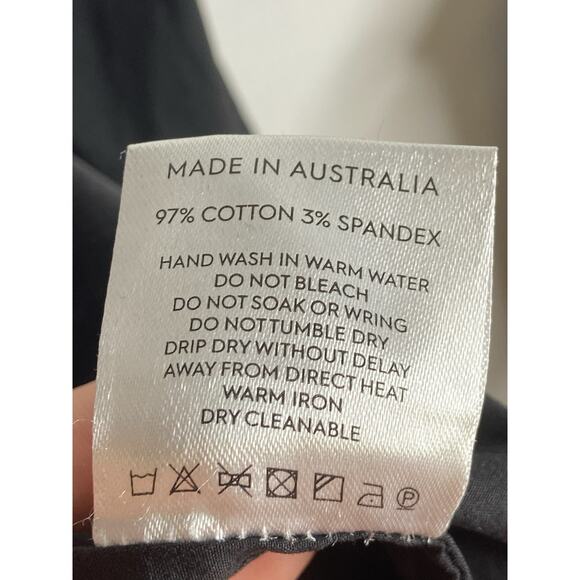 MADE IN AUSTRALIA
97% COTTON 3% SPANDEX
HAND WASH IN WARM WATER
DO NOT BLEACH
DO NOT SOAK OR WRING
DO NOT TUMBLE DRY
DRIP DRY WITHOUT DELAY
AWAY FROM DIRECT HEAT
WARM IRON
DRY CLEANABLE
P